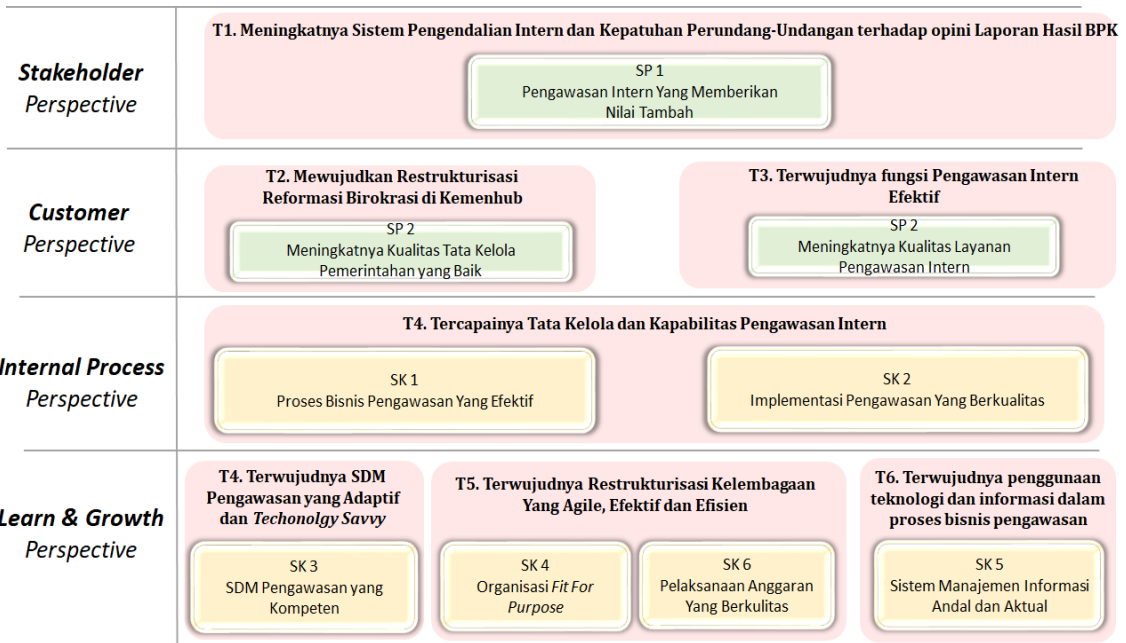 T1. Meningkatnya Sistem Pengendalian Intern dan Kepatuhan Perundang-Undangan terhadap opini Laporan Hasil BPK
Stakeholder
Perspective
SP 1
Pengawasan Intern Yang Memberikan
Nilai Tambah
Customer
Perspective
T2. Mewujudkan Restrukturisasi
Reformasi Birokrasi di Kemenhub
SP 2
Meningkatnya Kualitas Tata Kelola
Pemerintahan yang Baik
T3. Terwujudnya fungsi Pengawasan Intern
Efektif
SP 2
Meningkatnya Kualitas Layanan
Pengawasan Intern
Internal Process
Perspective
T4. Tercapainya Tata Kelola dan Kapabilitas Pengawasan Intern
SK 1
Proses Bisnis Pengawasan Yang Efektif
SK 2
Implementasi Pengawasan Yang Berkualitas
Learn & Growth
Perspective
T4. Terwujudnya SDM
Pengawasan yang Adaptif
dan Techonolgy Savvy
SK 3
SDM Pengawasan yang
Kompeten
T5. Terwujudnya Restrukturisasi Kelembagaan
Yang Agile, Efektif dan Efisien
SK 4
Organisasi Fit For
Purpose
SK 6
Pelaksanaan Anggaran
Yang Berkulitas
T6. Terwujudnya penggunaan
teknologi dan informasi dalam
proses bisnis pengawasan
SK 5
Sistem Manajemen Informasi
Andal dan Aktual